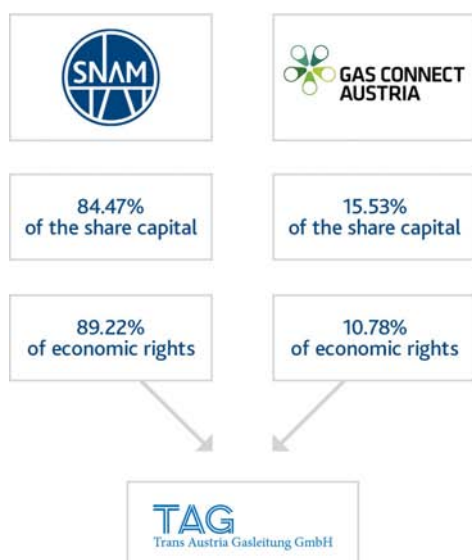 SNAM
GAS CONNECT
AUSTRIA
84.47%
of the share capital
15.53%
of the share capital
89.22%
of economic rights
10.78%
of economic rights
TAG
Trans Austria Gasleitung GmbH